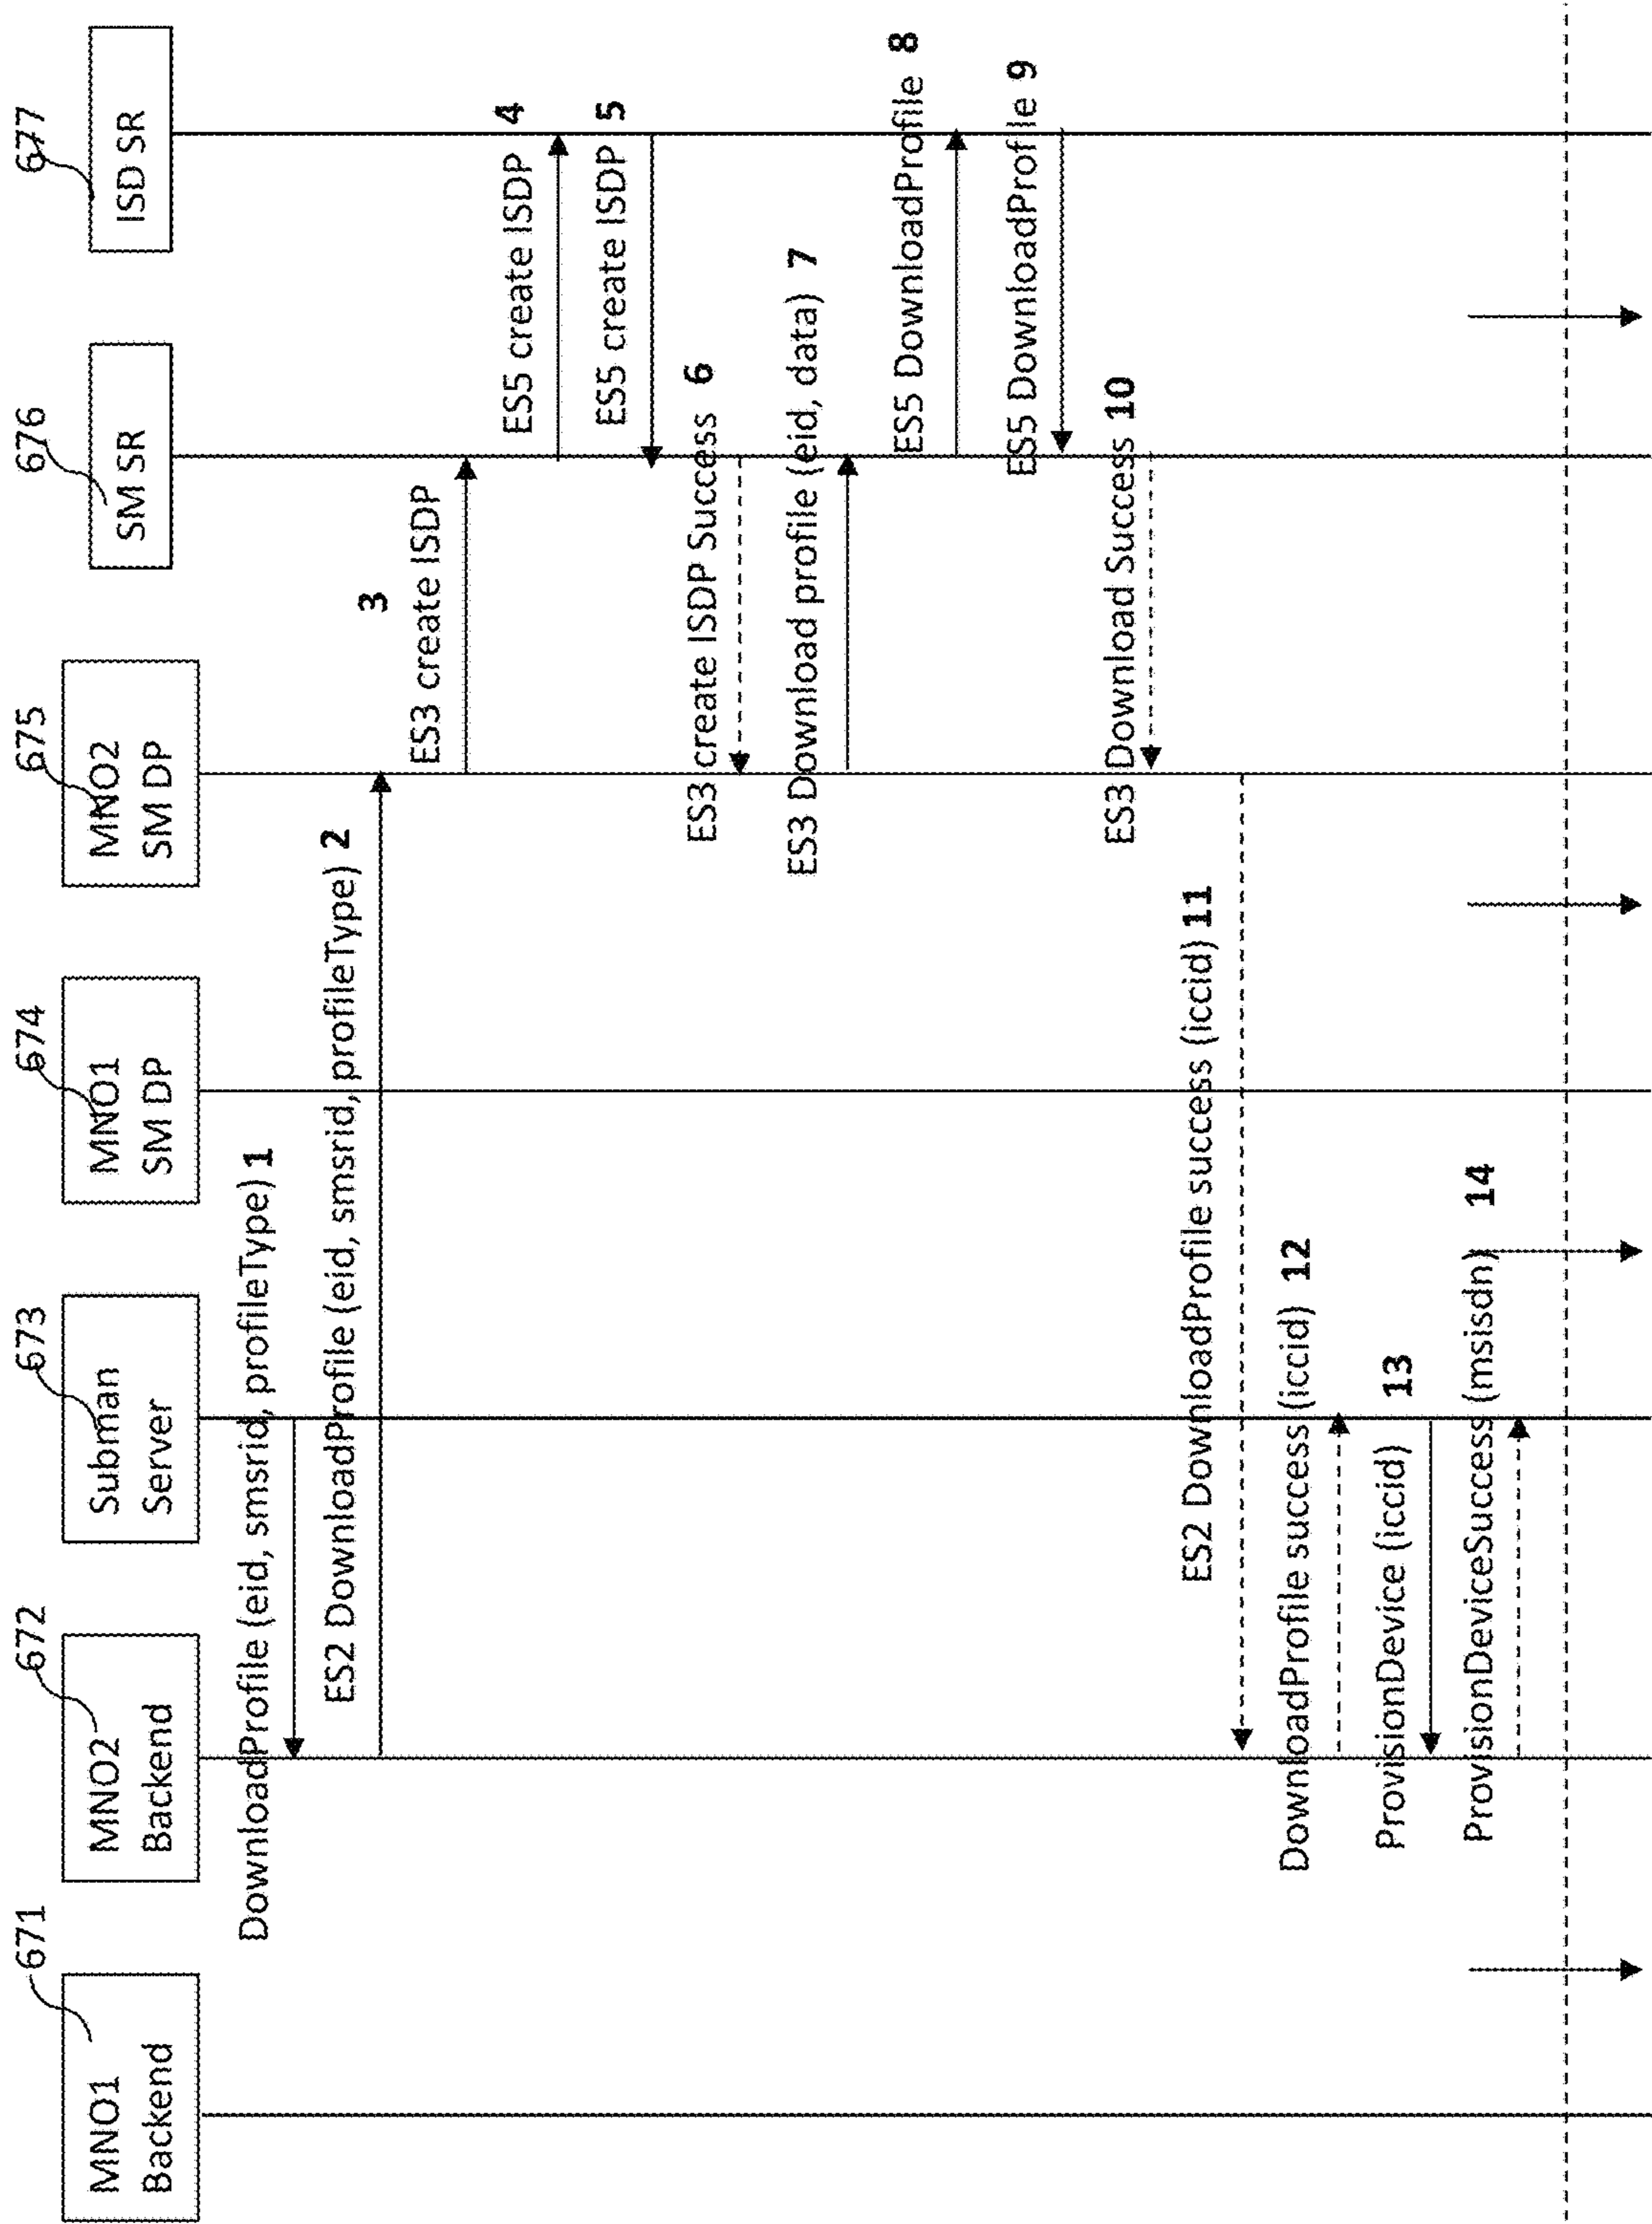 671
672
673
674
675
676
677
MNO1
Backend
MNO2
Backend
Subman
Server
MNO1
SM DP
MNO2
SM DP
SM SR
ISD SR
DownloadProfile (eid, smsrid, profileType) 1
ES2 DownloadProfile (eid, smsrid, profileType) 2
3
ES3 create ISDP
ES5 create ISDP 4
ES5 create ISDP 5
ES3 create ISDP Success 6
ES3 Download profile (eid, data) 7
ES5 DownloadProfile 8
ES5 DownloadProfile 9
ES3 Download Success 10
ES2 DownloadProfile success (iccid) 11
DownloadProfile success (iccid) 12
ProvisionDevice (iccid) 13
ProvisionDeviceSuccess (msisdn) 14